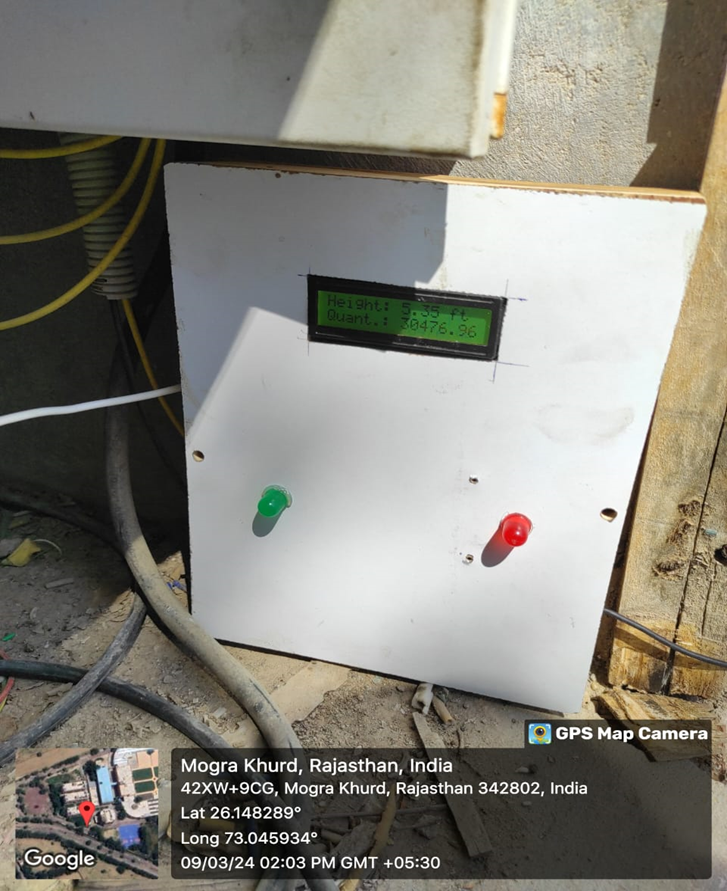 Height: 5.35 ft
Quant.: 30476.96
GPS Map Camera
Mogra Khurd, Rajasthan, India
42XW+9CG, Mogra Khurd, Rajasthan 342802, India
Lat 26.148289°
Long 73.045934°
09/03/24 02:03 PM GMT +05:30
Google